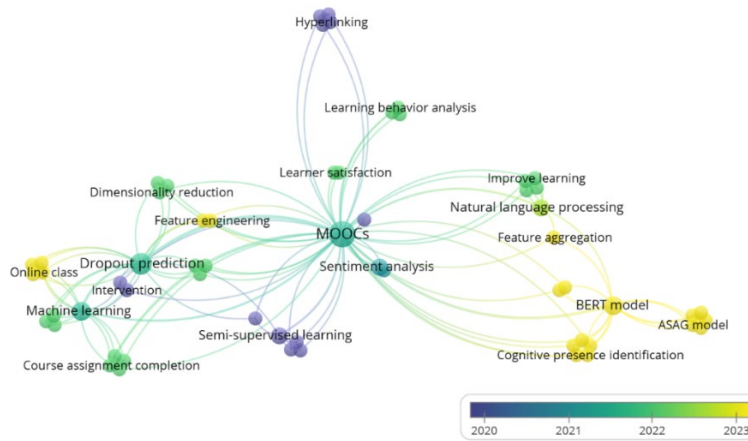 Hyperlinking
Learning behavior analysis
Learner satisfaction
Improve learning
Dimensionality reduction
Natural language processing
Feature engineering
MOOCs
Feature aggregation
Dropout prediction
Sentiment analysis
Online class
Intervention
BERT model
Machine learning
ASAG model
Semi-supervised learning
Cognitive presence identification
Course assignment completion
2020 2021 2022 2023